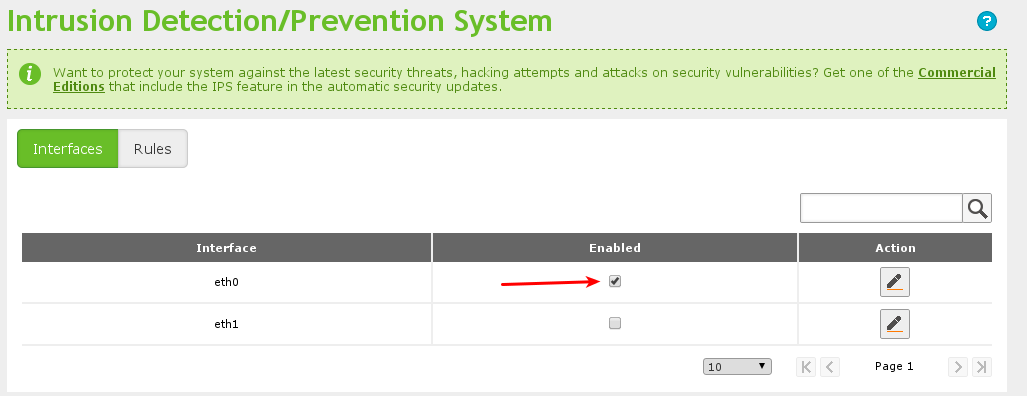 Intrusion Detection/Prevention System
?
i
Want to protect your system against the latest security threats, hacking attempts and attacks on security vulnerabilities? Get one of the Commercial
Editions that include the IPS feature in the automatic security updates.
Interfaces Rules
Interface Enabled Action
eth0
eth1
10 Page 1